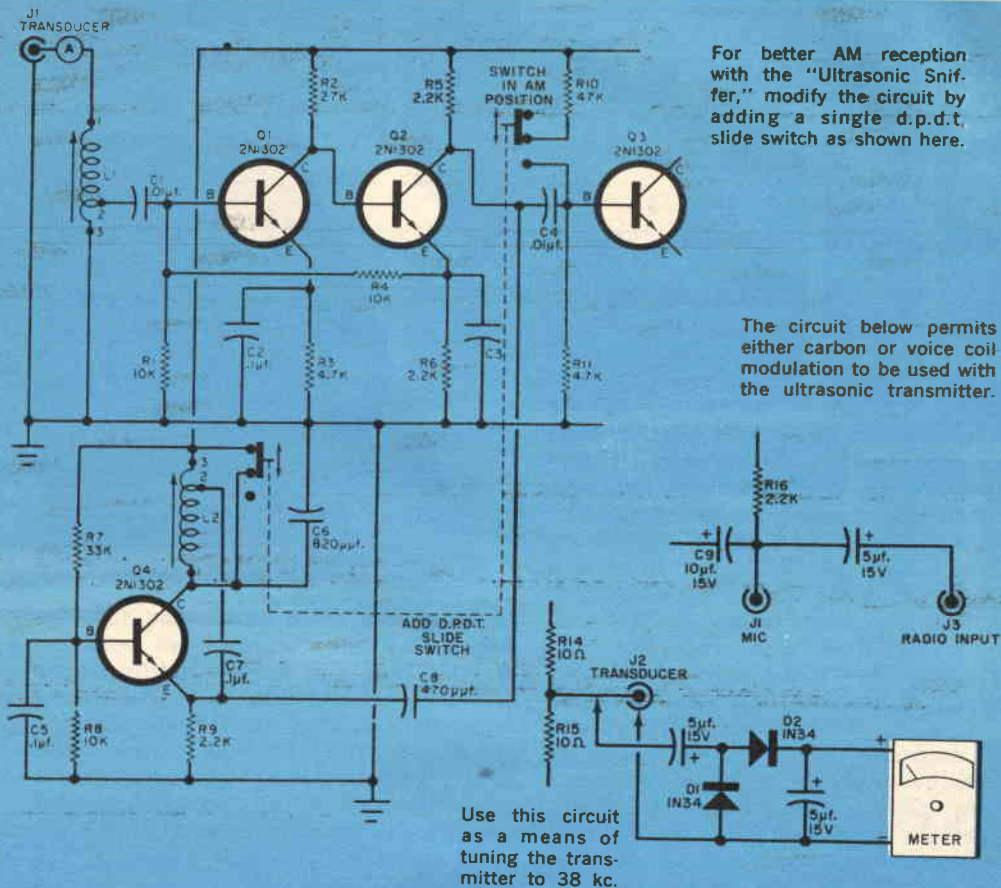 J1
TRANSDUCER
A
1
L1
2
3
C1
.01µf.
R1
10K
R2
27K
Q1
2N1302
B
C
E
R5
2.2K
Q2
2N1302
B
C
E
R4
10K
C2
.1µf.
R3
4.7K
R6
2.2K
C3
SWITCH
IN AM
POSITION
R10
47K
Q3
2N1302
B
C
E
C4
.01µf.
R11
4.7K
For better AM reception
with the "Ultrasonic Snif-
fer," modify the circuit by
adding a single d.p.d.t.
slide switch as shown here.
The circuit below permits
either carbon or voice coil
modulation to be used with
the ultrasonic transmitter.
R7
33K
3
2
L2
1
C6
820µµf.
Q4
2N1302
B
C
E
C7
.1µf.
ADD D.P.D.T.
SLIDE
SWITCH
C8
470µµf.
C5
.1µf.
R8
10K
R9
2.2K
R16
2.2K
+
C9
10µf.
15V
+
5µf.
15V
J1
MIC
J3
RADIO INPUT
R14
10Ω
J2
TRANSDUCER
R15
10Ω
5µf.
15V
+
D2
1N34
D1
1N34
+
5µf.
15V
+
-
METER
Use this circuit
as a means of
tuning the trans-
mitter to 38 kc.